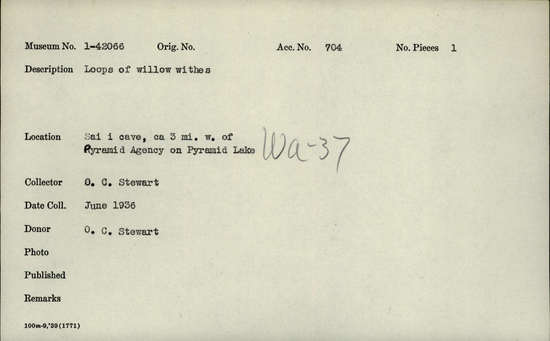 Museum No. 1-42066 Orig. No. Acc. No. 704 No. Pieces 1
Description Loops of willow withes
Location Sai i cave, ca 3 mi. w. of
Pyramid Agency on Pyramid Lake Wa-37
Collector O. C. Stewart
Date Coll. June 1936
Donor O. C. Stewart
Photo
Published
Remarks
100m-9,'39(1771)